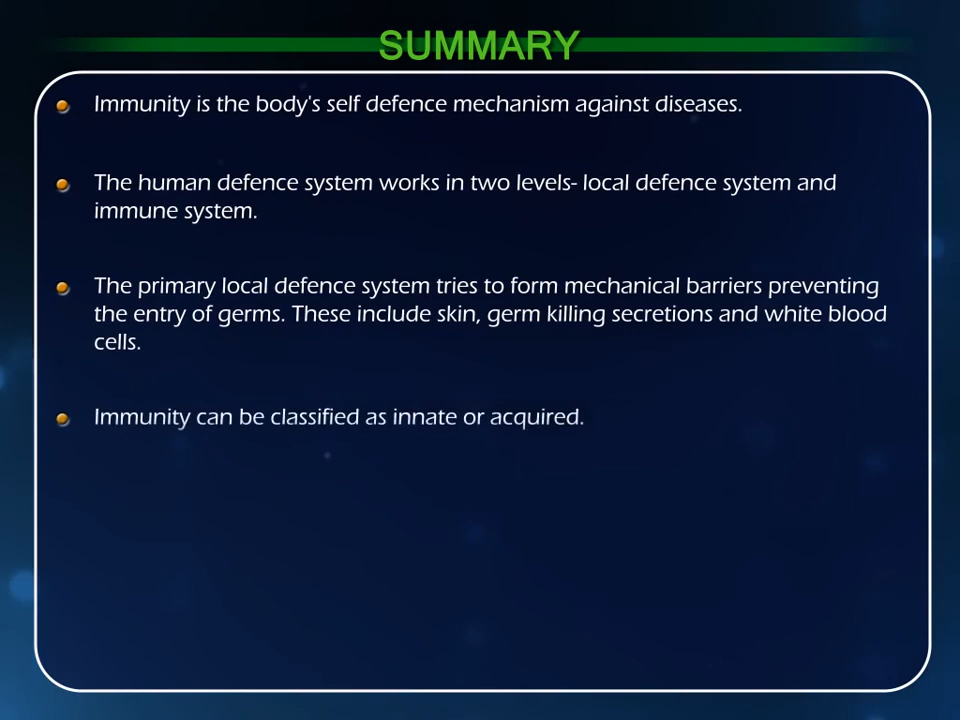 SUMMARY
Immunity is the body's self defence mechanism against diseases.
The human defence system works in two levels- local defence system and
immune system.
The primary local defence system tries to form mechanical barriers preventing
the entry of germs. These include skin, germ killing secretions and white blood
cells.
Immunity can be classified as innate or acquired.